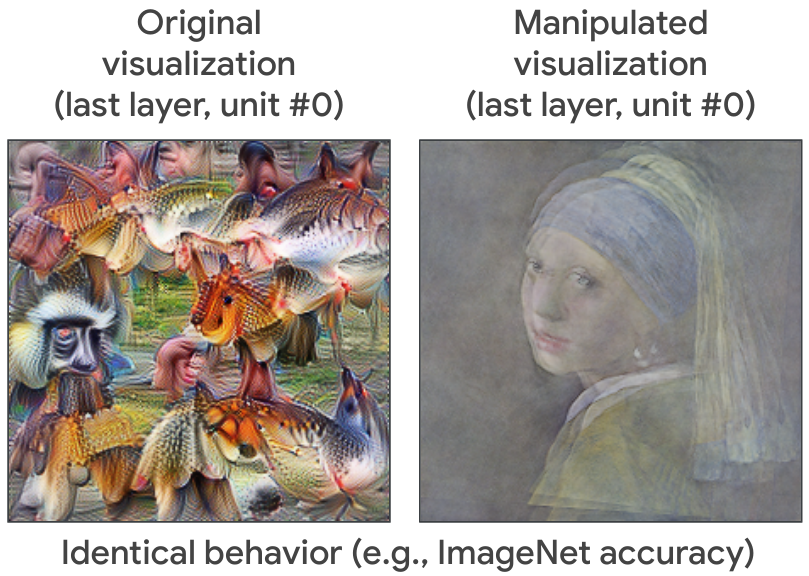 Original
visualization
(last layer, unit #0)
Manipulated
visualization
(last layer, unit #0)
Identical behavior (e.g., ImageNet accuracy)